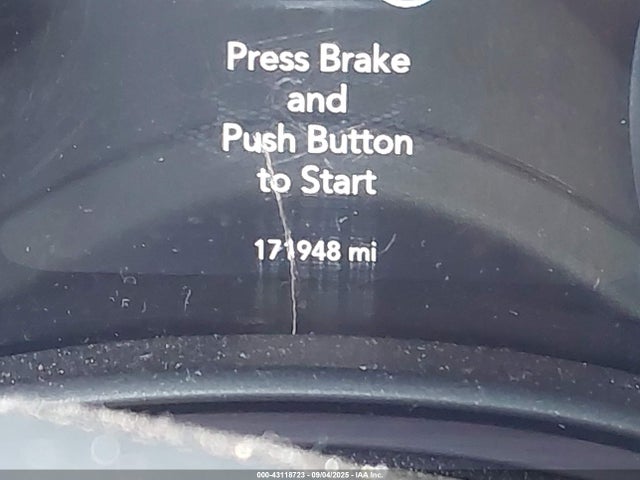 Press Brake
and
Push Button
to Start
171948 mi
000-43118723 - 09/04/2025 - IAA Inc.